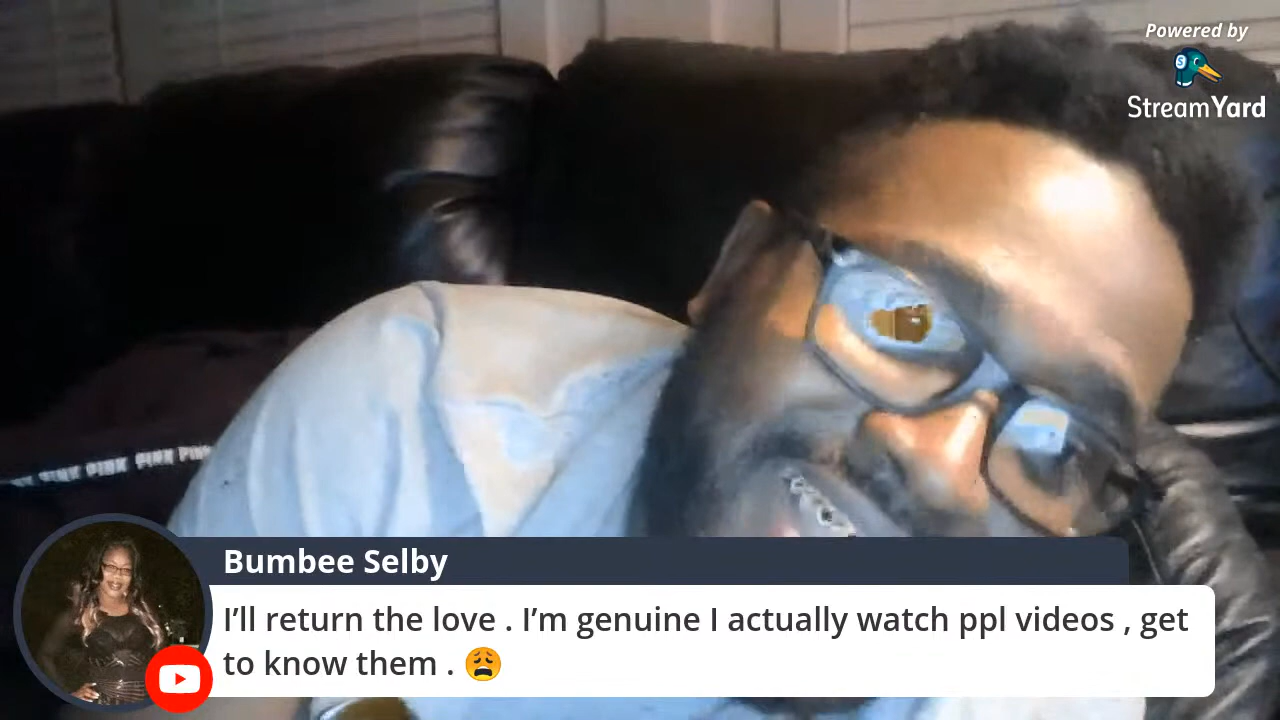 Powered by
StreamYard
PINK PINK PINK
Bumbee Selby
I’ll return the love . I’m genuine I actually watch ppl videos , get
to know them . 😩